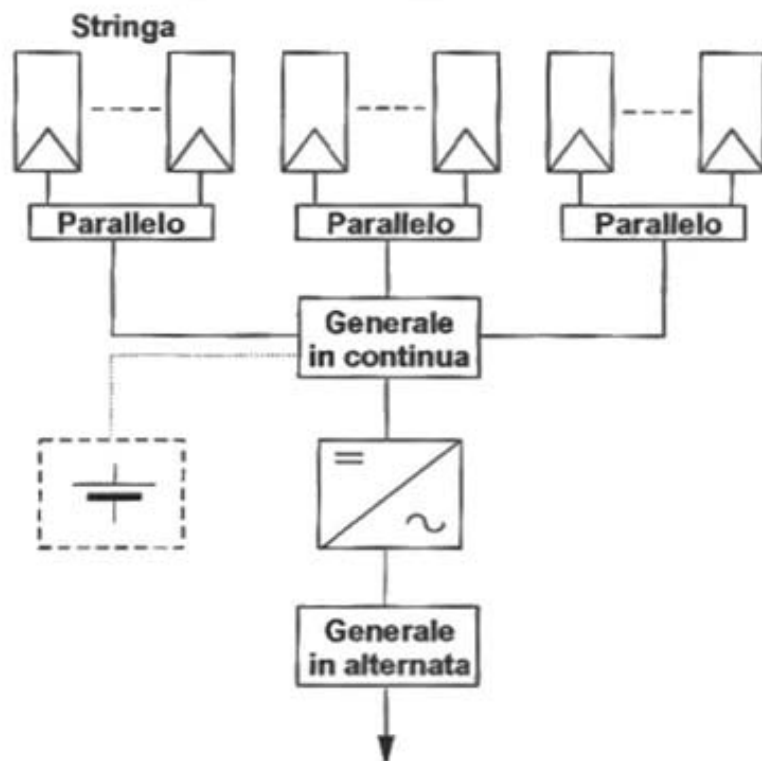 Stringa
Parallelo
Parallelo
Parallelo
Generale
in continua
Generale
in alternata